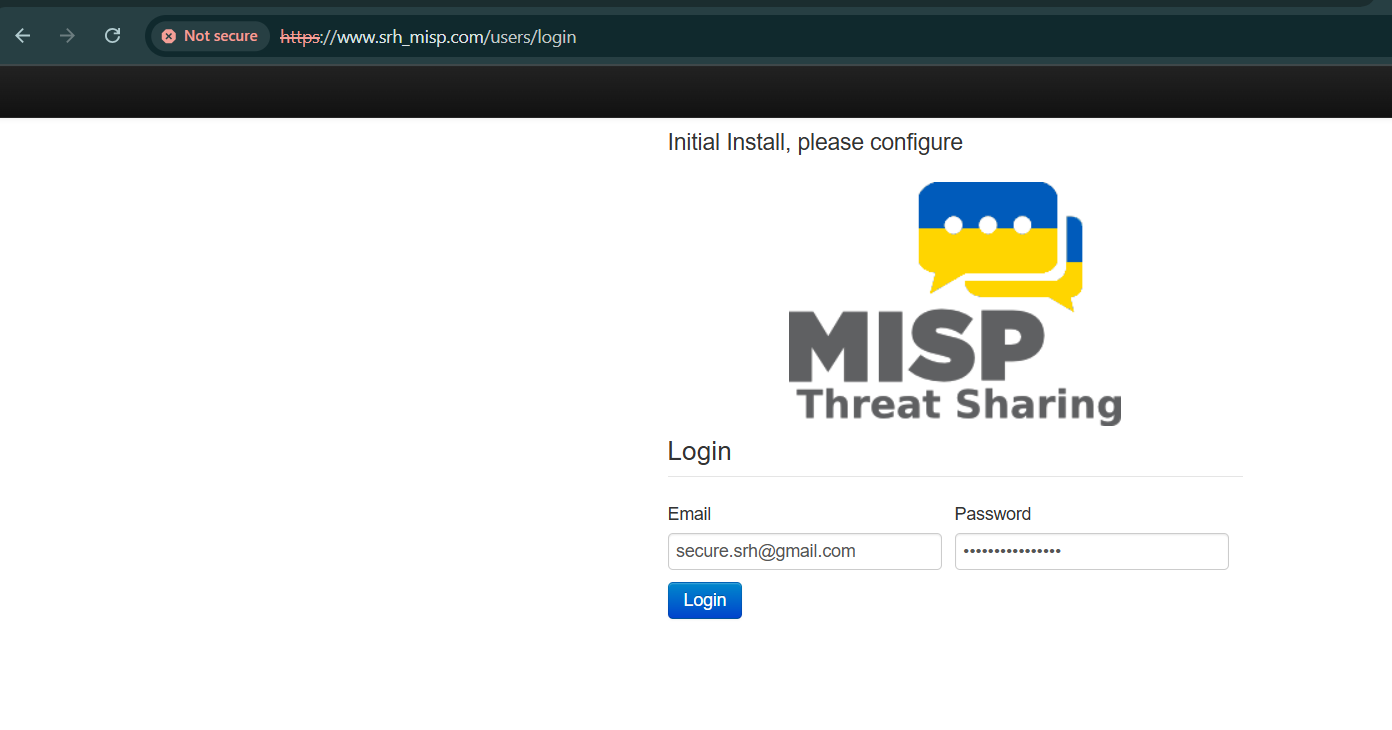 Not secure https://www.srh_misp.com/users/login
Initial Install, please configure
MISP
Threat Sharing
Login
Email Password
secure.srh@gmail.com ••••••••••••••••
Login